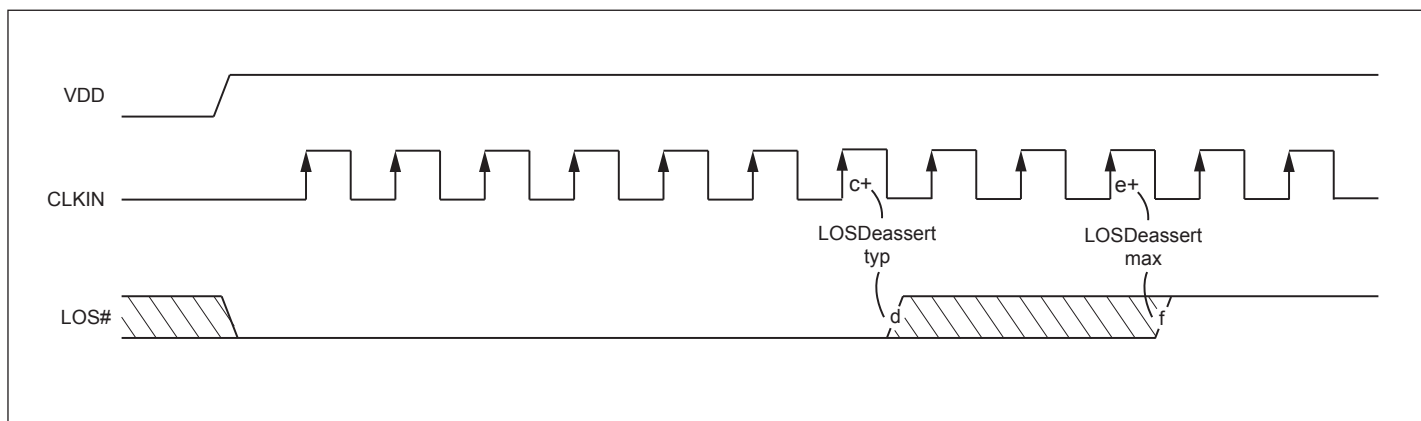 VDD
CLKIN
c+
e+
LOSDeassert
typ
LOSDeassert
max
LOS#
d
f